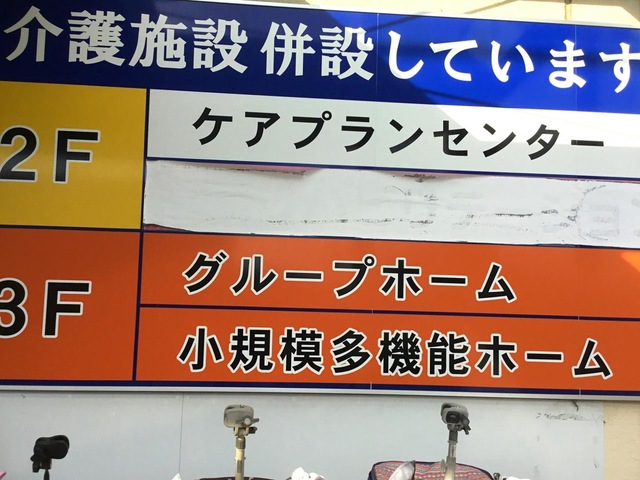 介護施設 併設しています
2F
ケアプランセンター
3F
グループホーム
小規模多機能ホーム